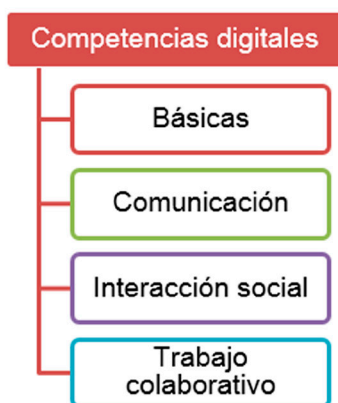 Competencias digitales
Básicas
Comunicación
Interacción social
Trabajo
colaborativo